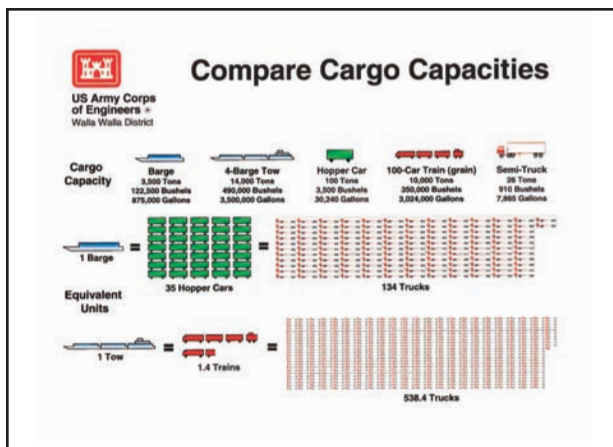 Compare Cargo Capacities
US Army Corps
of Engineers ®
Walla Walla District
Cargo
Capacity
Barge
3,500 Tons
122,500 Bushels
875,000 Gallons
4-Barge Tow
14,000 Tons
490,000 Bushels
3,500,000 Gallons
Hopper Car
100 Tons
3,500 Bushels
30,240 Gallons
100-Car Train (grain)
10,000 Tons
350,000 Bushels
3,024,000 Gallons
Semi-Truck
26 Tons
910 Bushels
7,865 Gallons
1 Barge = 35 Hopper Cars = 134 Trucks
Equivalent
Units
1 Tow = 1.4 Trains = 538.4 Trucks